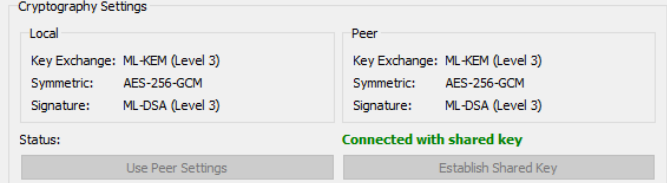 Cryptography Settings
Local
Key Exchange: ML-KEM (Level 3)
Symmetric: AES-256-GCM
Signature: ML-DSA (Level 3)
Peer
Key Exchange: ML-KEM (Level 3)
Symmetric: AES-256-GCM
Signature: ML-DSA (Level 3)
Status: Connected with shared key
Use Peer Settings
Establish Shared Key